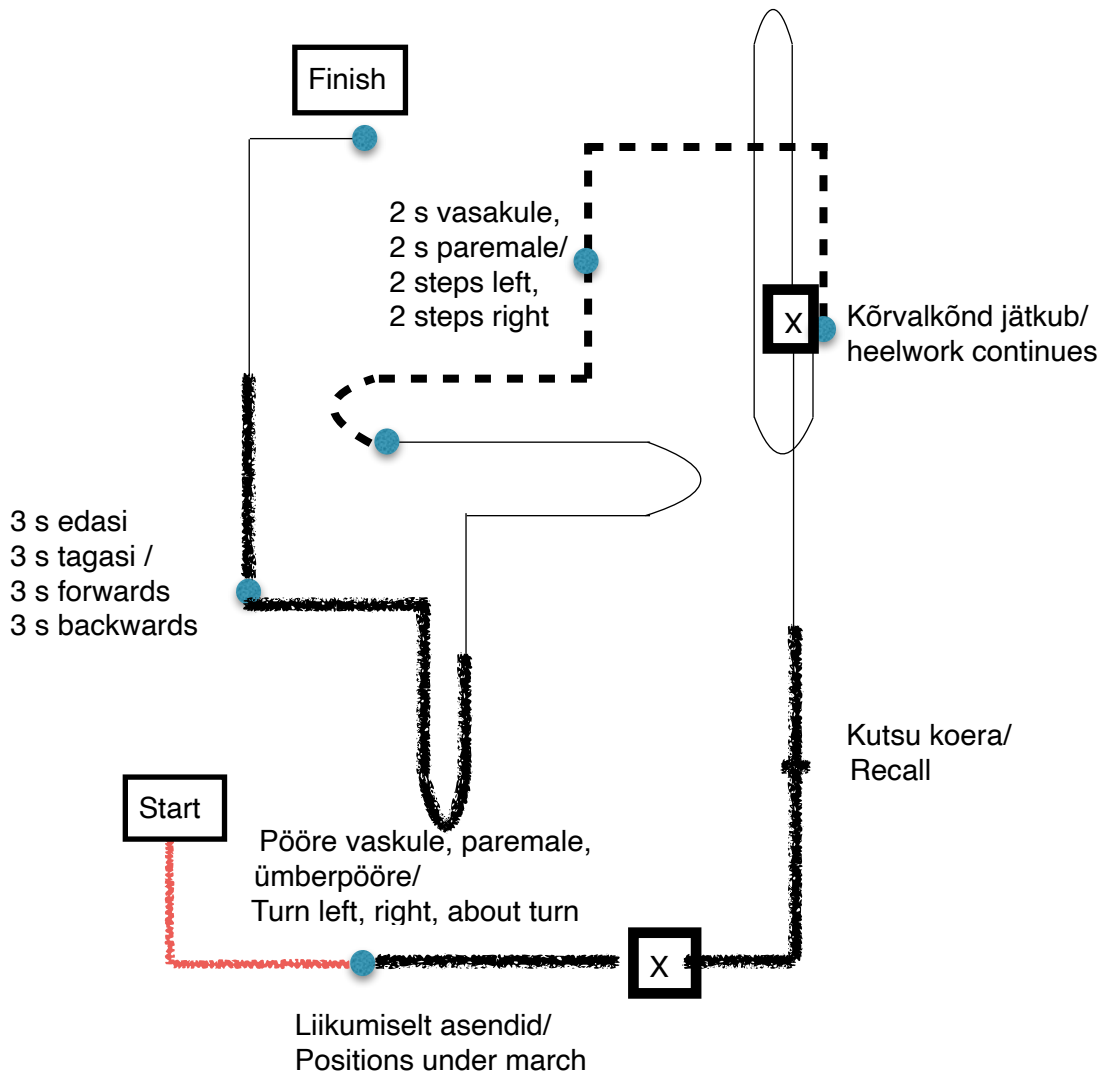 Finish
2 s vasakule,
2 s paremale/
2 steps left,
2 steps right
X
Kõrvalkõnd jätkub/
heelwork continues
3 s edasi
3 s tagasi /
3 s forwards
3 s backwards
Kutsu koera/
Recall
Start
Pööre vaskule, paremale,
ümberpööre/
Turn left, right, about turn
X
Liikumiselt asendid/
Positions under march